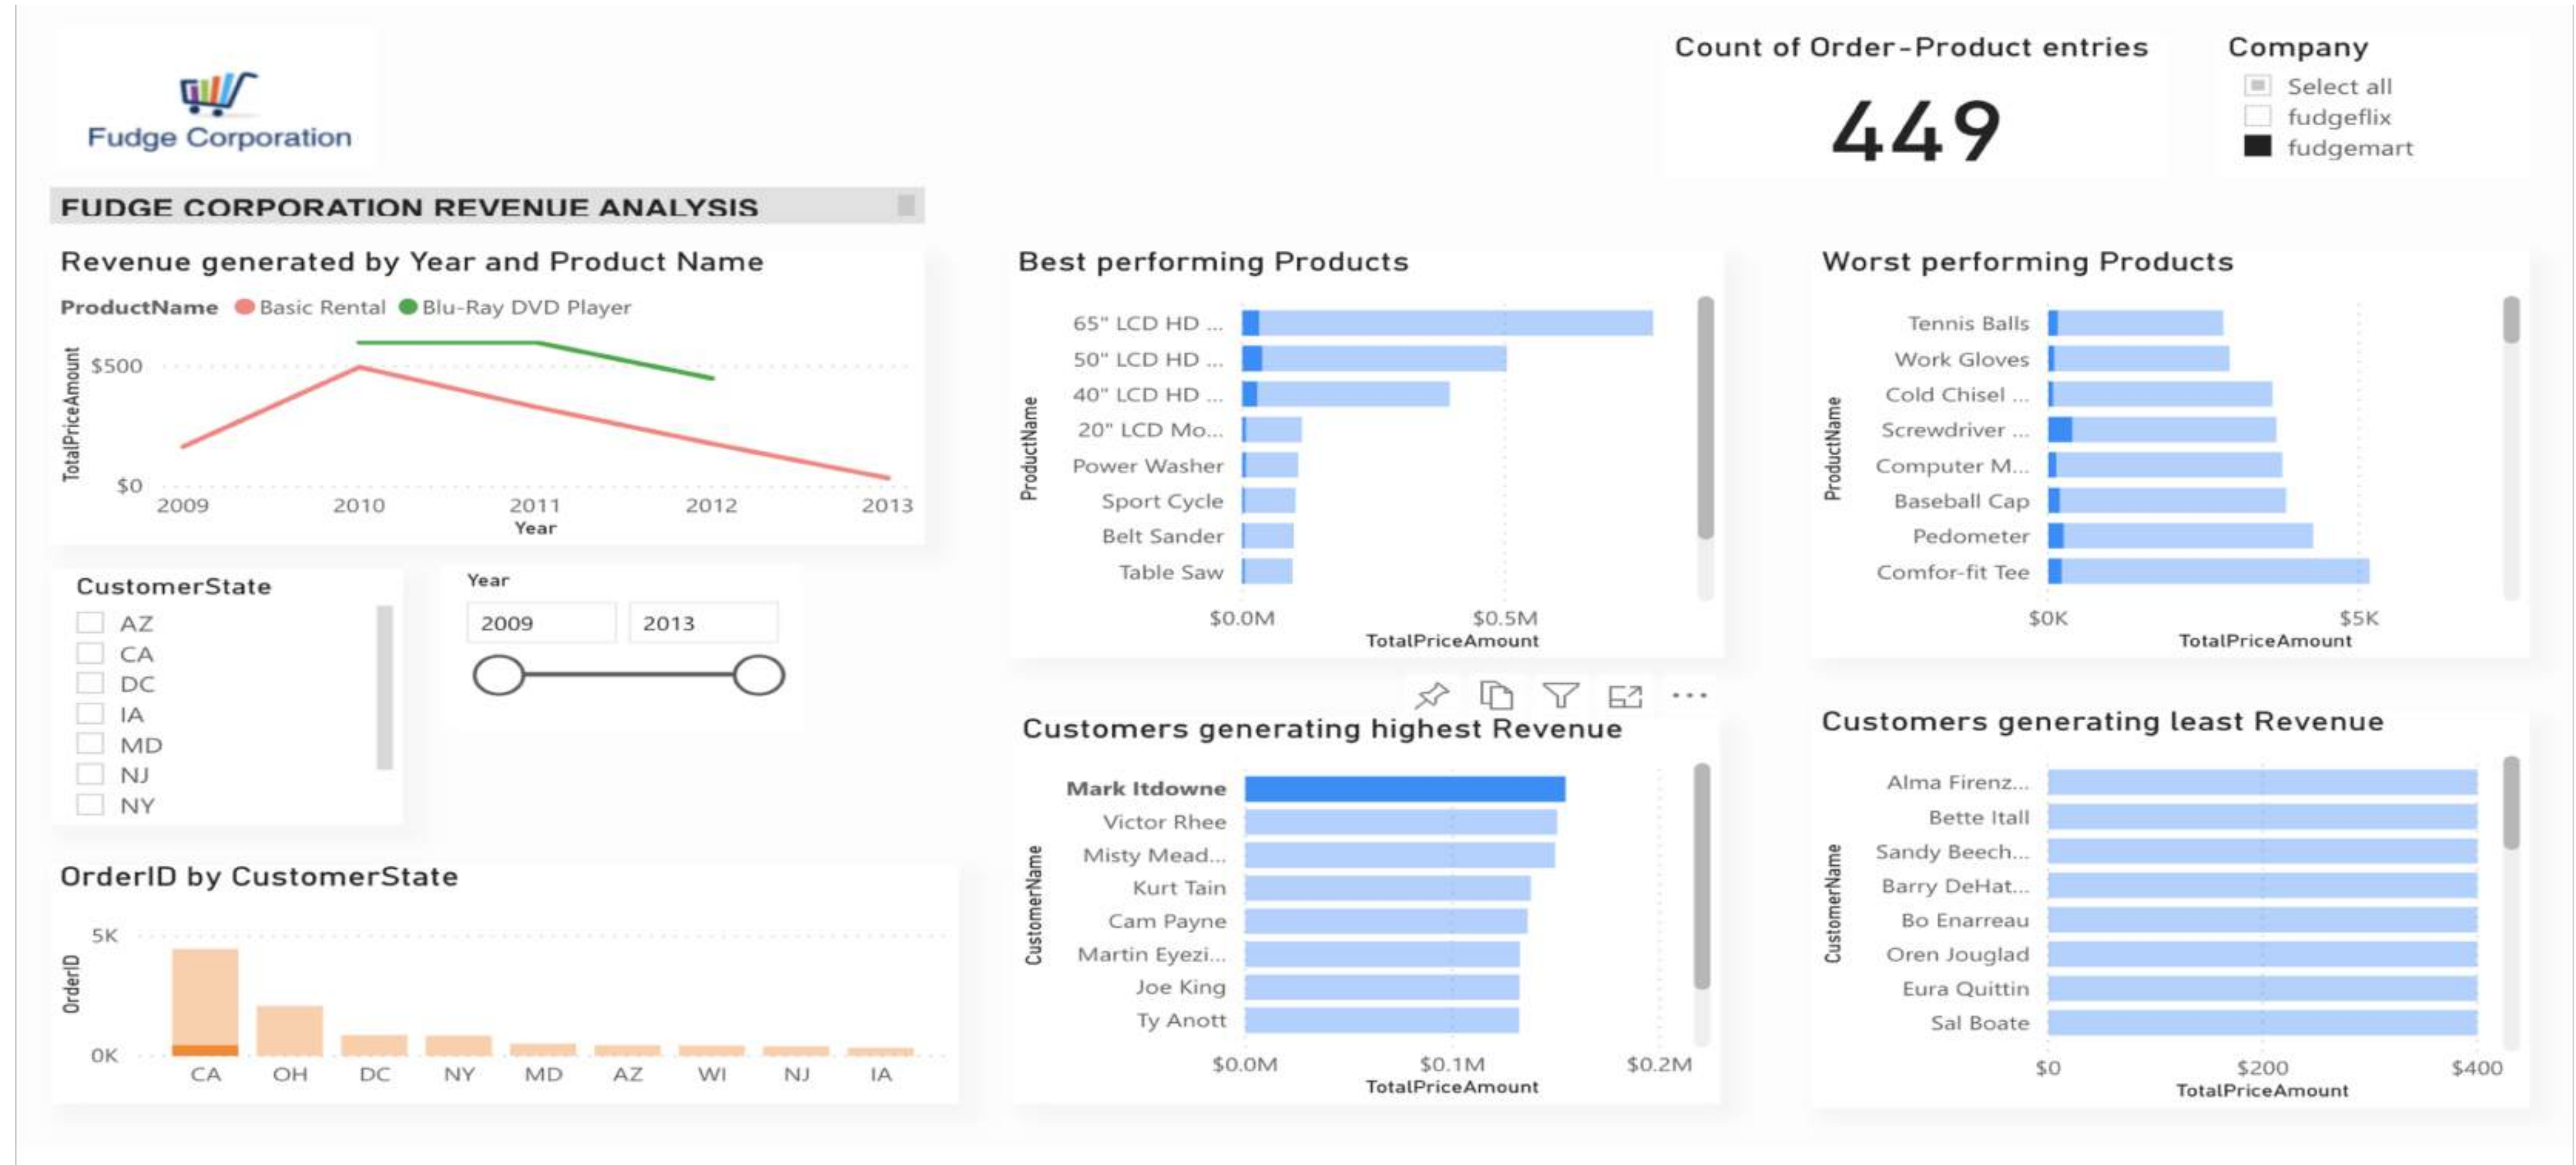 Fudge Corporation
Count of Order-Product entries
449
Company
Select all
fudgeflix
fudgemart
FUDGE CORPORATION REVENUE ANALYSIS
Revenue generated by Year and Product Name
ProductName Basic Rental Blu-Ray DVD Player
TotalPriceAmount
$500
$0
2009 2010 2011 2012 2013
Year
Best performing Products
ProductName
65" LCD HD ...
50" LCD HD ...
40" LCD HD ...
20" LCD Mo...
Power Washer
Sport Cycle
Belt Sander
Table Saw
$0.0M $0.5M
TotalPriceAmount
Worst performing Products
ProductName
Tennis Balls
Work Gloves
Cold Chisel ...
Screwdriver ...
Computer M...
Baseball Cap
Pedometer
Comfor-fit Tee
$0K $5K
TotalPriceAmount
CustomerState
AZ
CA
DC
IA
MD
NJ
NY
Year
2009 2013
OrderID by CustomerState
OrderID
5K
0K
CA OH DC NY MD AZ WI NJ IA
Customers generating highest Revenue
CustomerName
Mark Itdowne
Victor Rhee
Misty Mead...
Kurt Tain
Cam Payne
Martin Eyezi...
Joe King
Ty Anott
$0.0M $0.1M $0.2M
TotalPriceAmount
Customers generating least Revenue
CustomerName
Alma Firenz...
Bette Itall
Sandy Beech...
Barry DeHat...
Bo Enarreau
Oren Jouglad
Eura Quittin
Sal Boate
$0 $200 $400
TotalPriceAmount